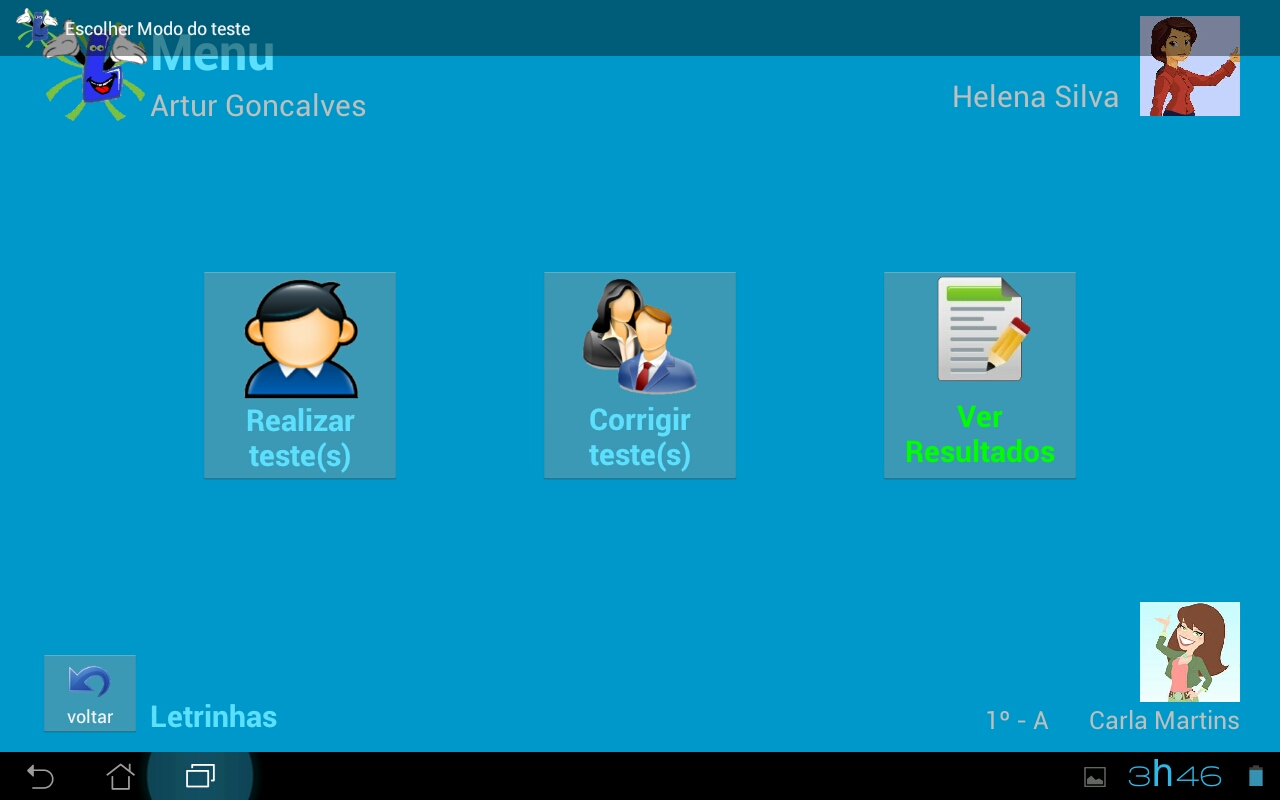 Escolher Modo do teste
Menu
Artur Goncalves
Helena Silva
Realizar
teste(s)
Corrigir
teste(s)
Ver
Resultados
voltar
Letrinhas
1º - A
Carla Martins
3h46